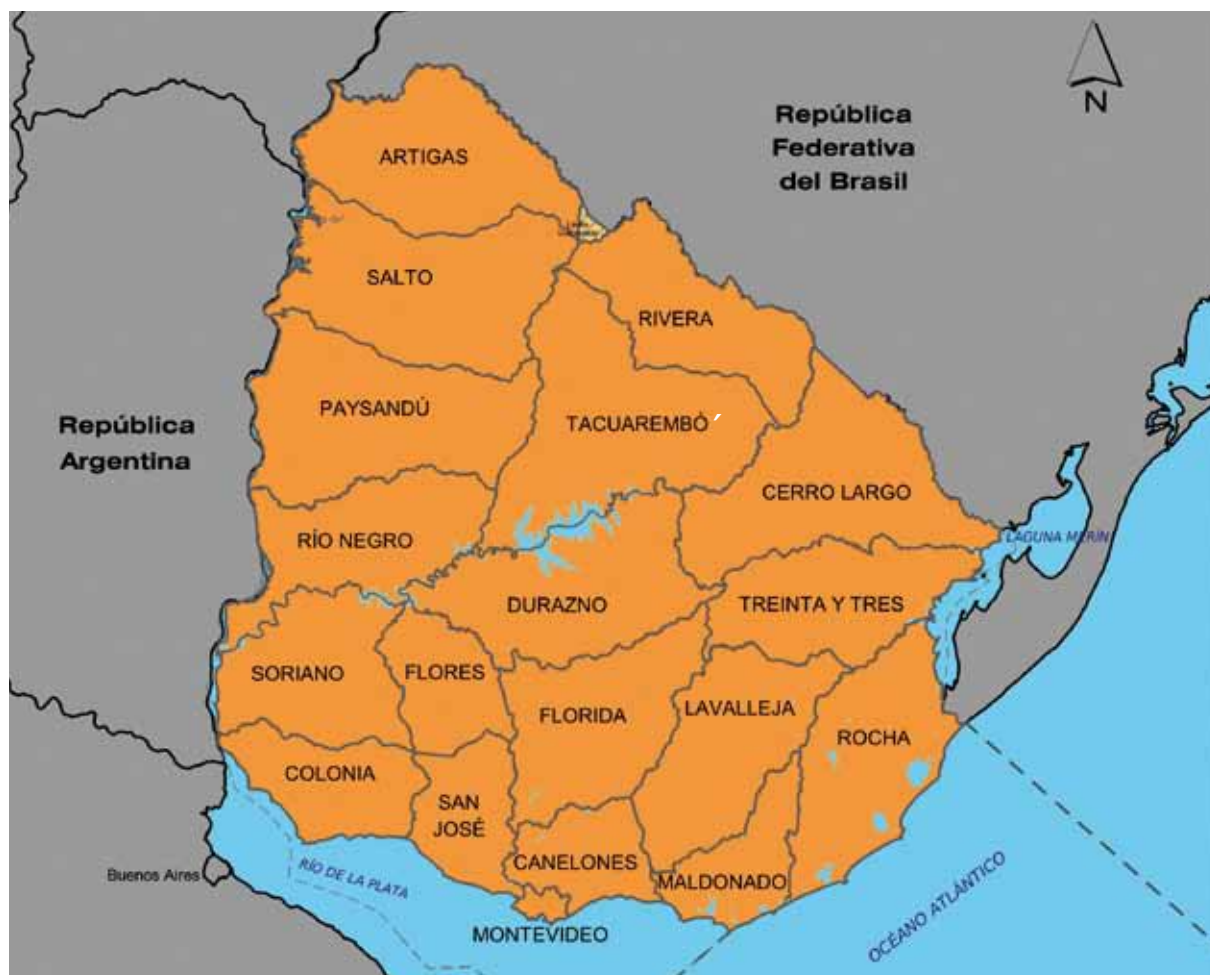 N
República
Federativa
del Brasil
ARTIGAS
SALTO
RIVERA
PAYSANDÚ
TACUAREMBÓ
República
Argentina
CERRO LARGO
RÍO NEGRO
LAGUNA MERÍN
DURAZNO
TREINTA Y TRES
SORIANO
FLORES
FLORIDA
LAVALLEJA
ROCHA
COLONIA
SAN
JOSÉ
CANELONES
MALDONADO
Buenos Aires
RÍO DE LA PLATA
MONTEVIDEO
OCÉANO ATLÁNTICO